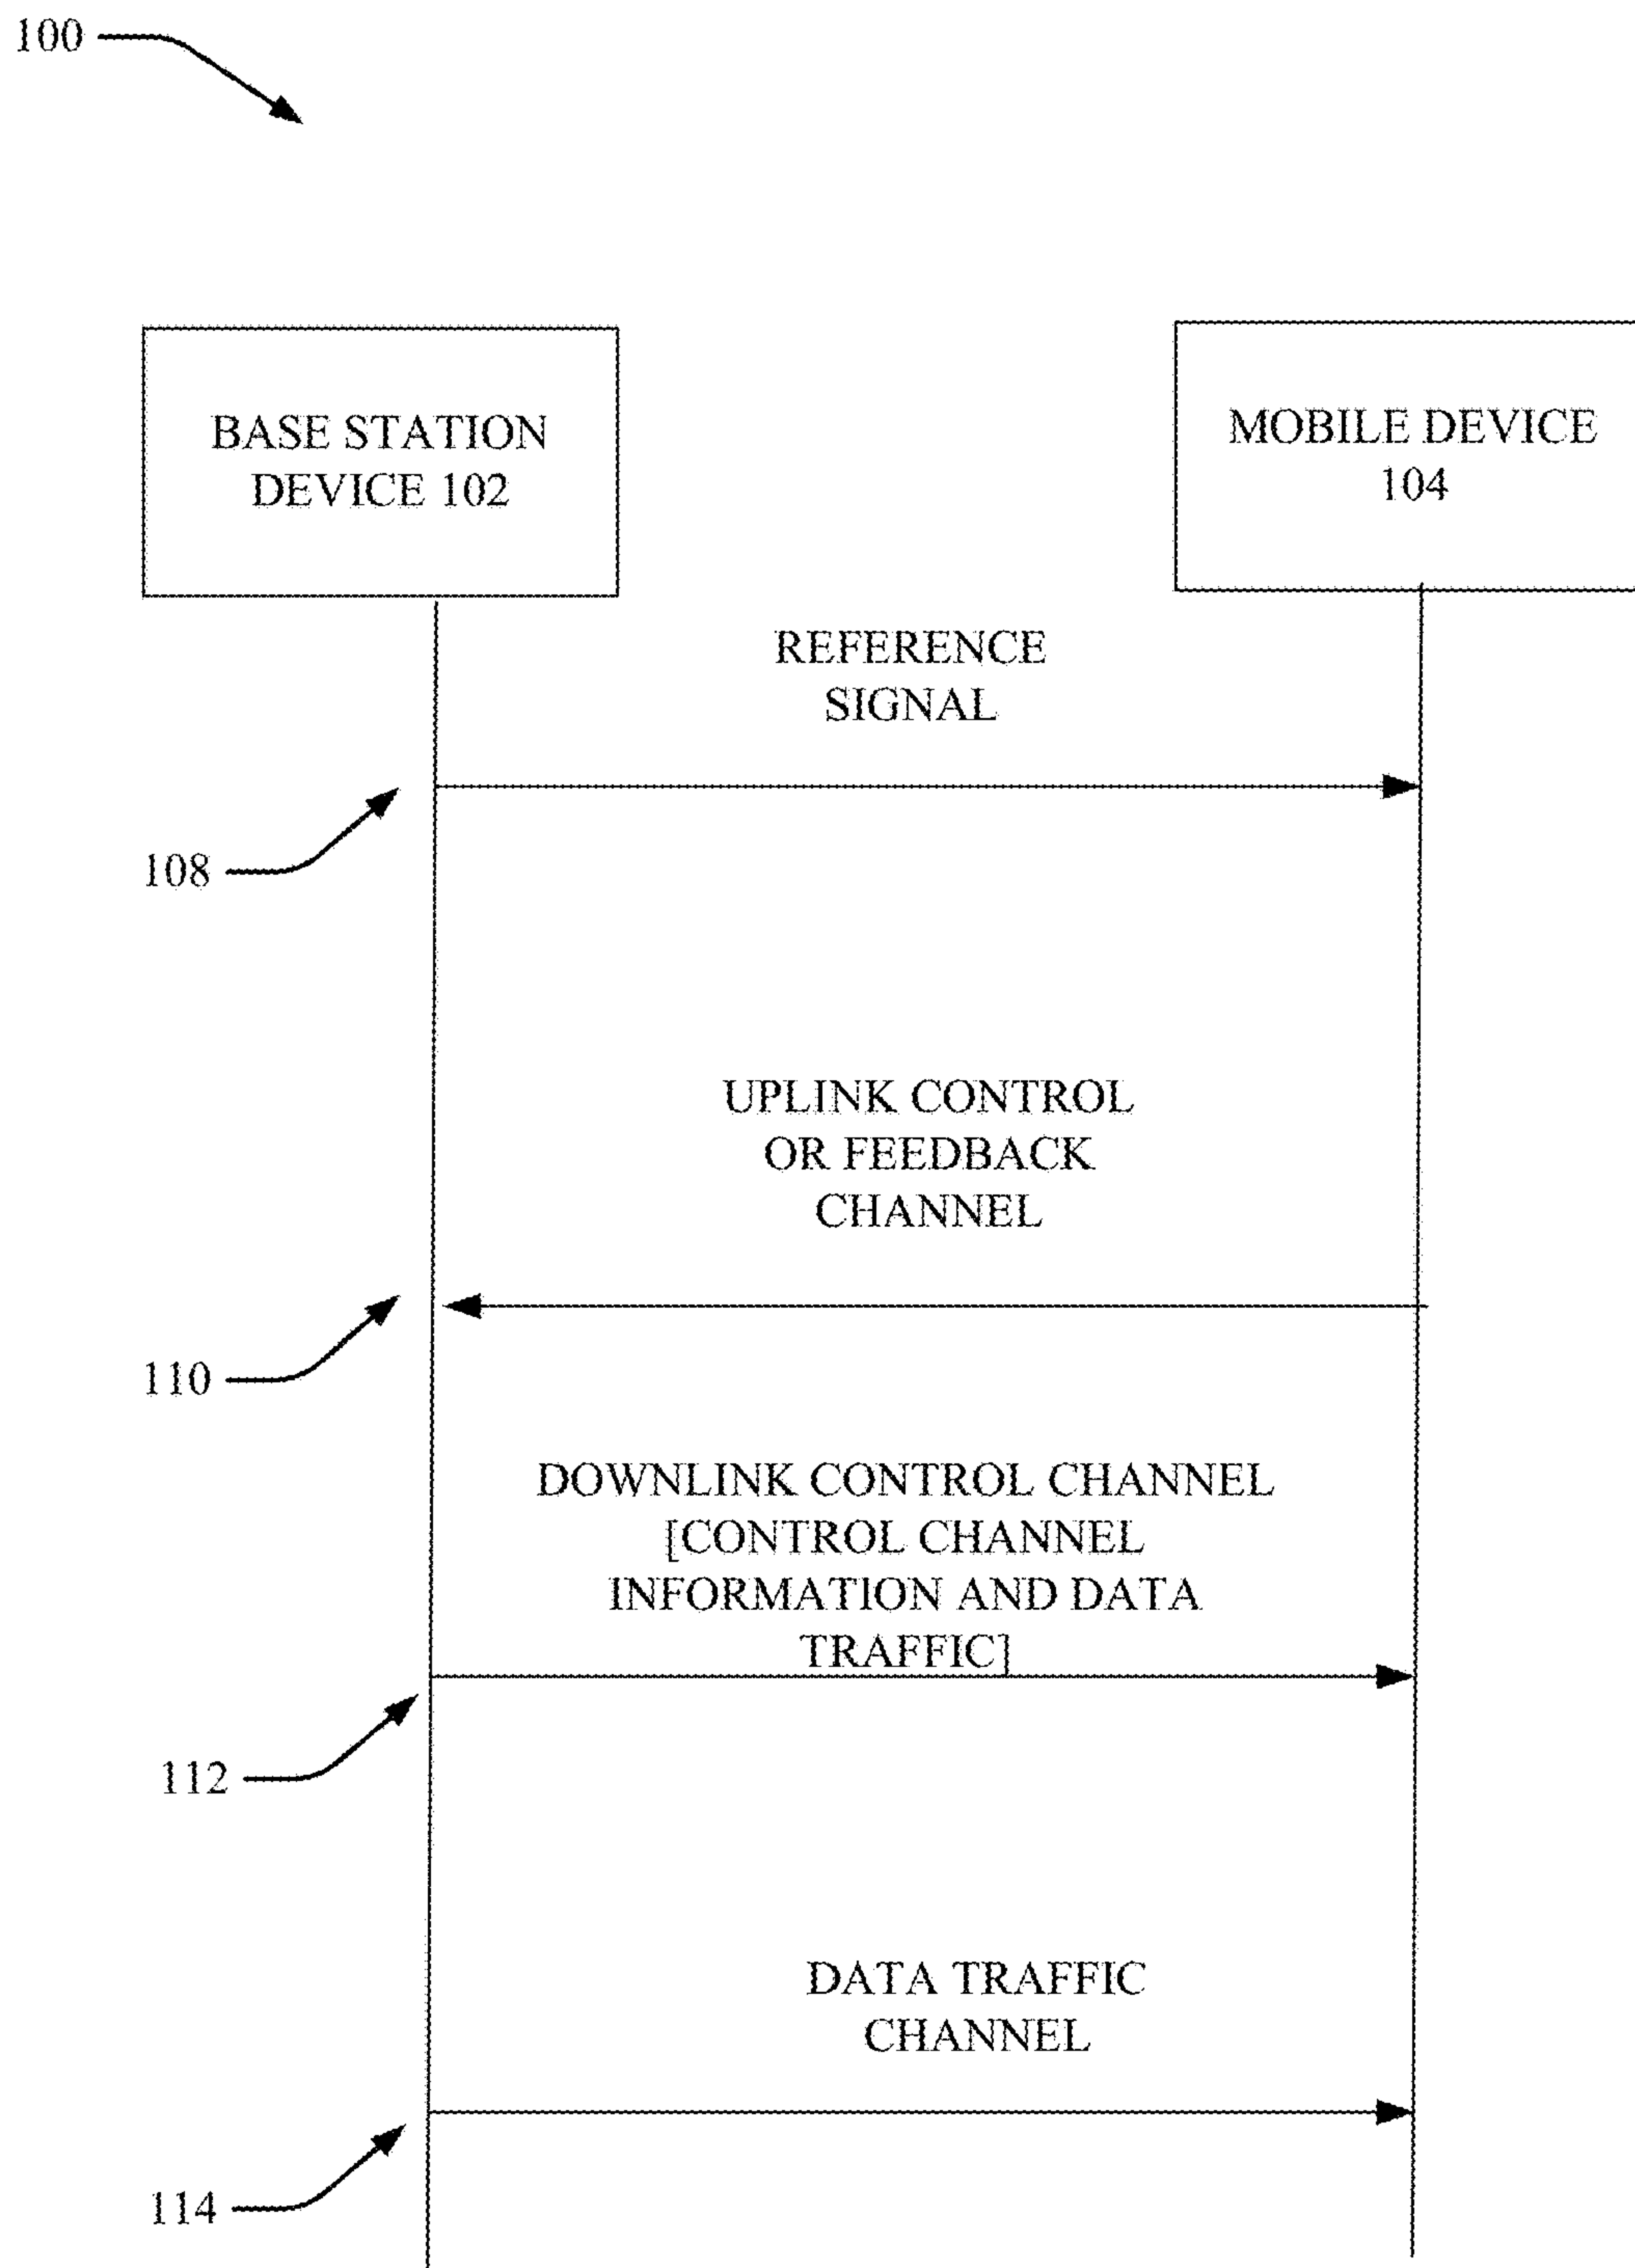 100
BASE STATION
DEVICE 102
MOBILE DEVICE
104
REFERENCE
SIGNAL
108
UPLINK CONTROL
OR FEEDBACK
CHANNEL
110
DOWNLINK CONTROL CHANNEL
[CONTROL CHANNEL
INFORMATION AND DATA
TRAFFIC]
112
DATA TRAFFIC
CHANNEL
114